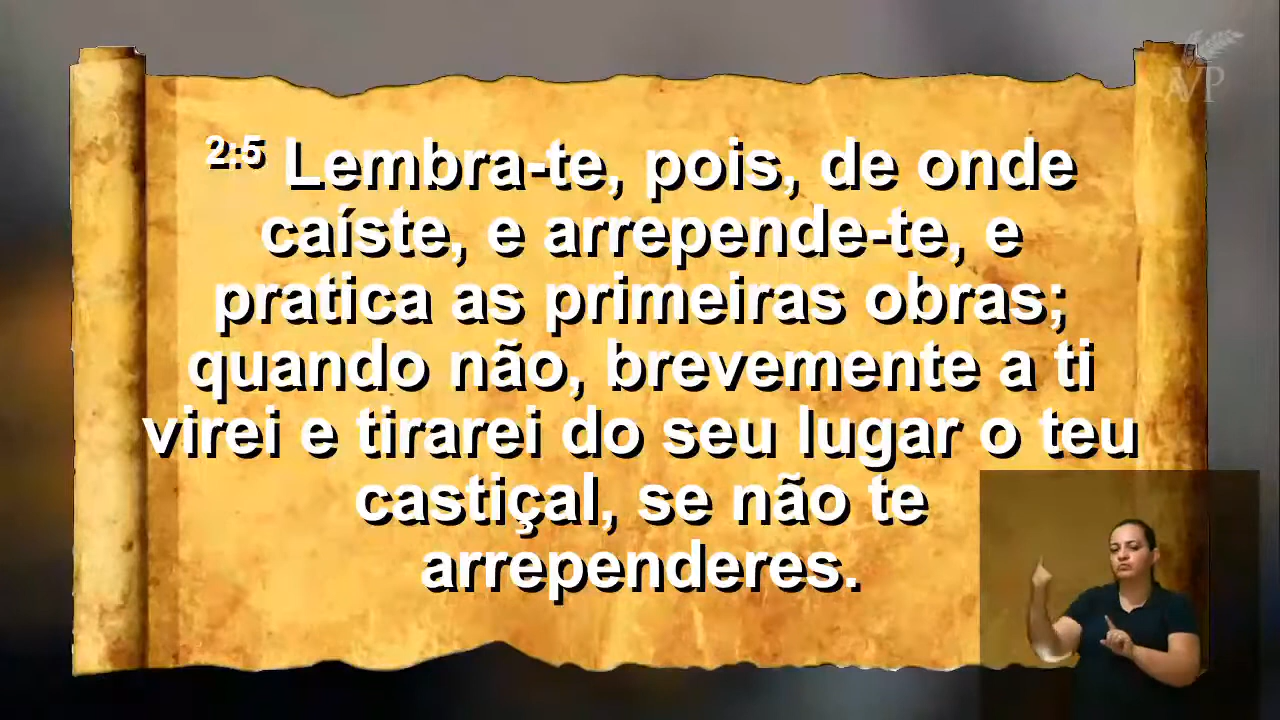 AVP
2:5 Lembra-te, pois, de onde
caíste, e arrepende-te, e
pratica as primeiras obras;
quando não, brevemente a ti
virei e tirarei do seu lugar o teu
castiçal, se não te
arrependeres.